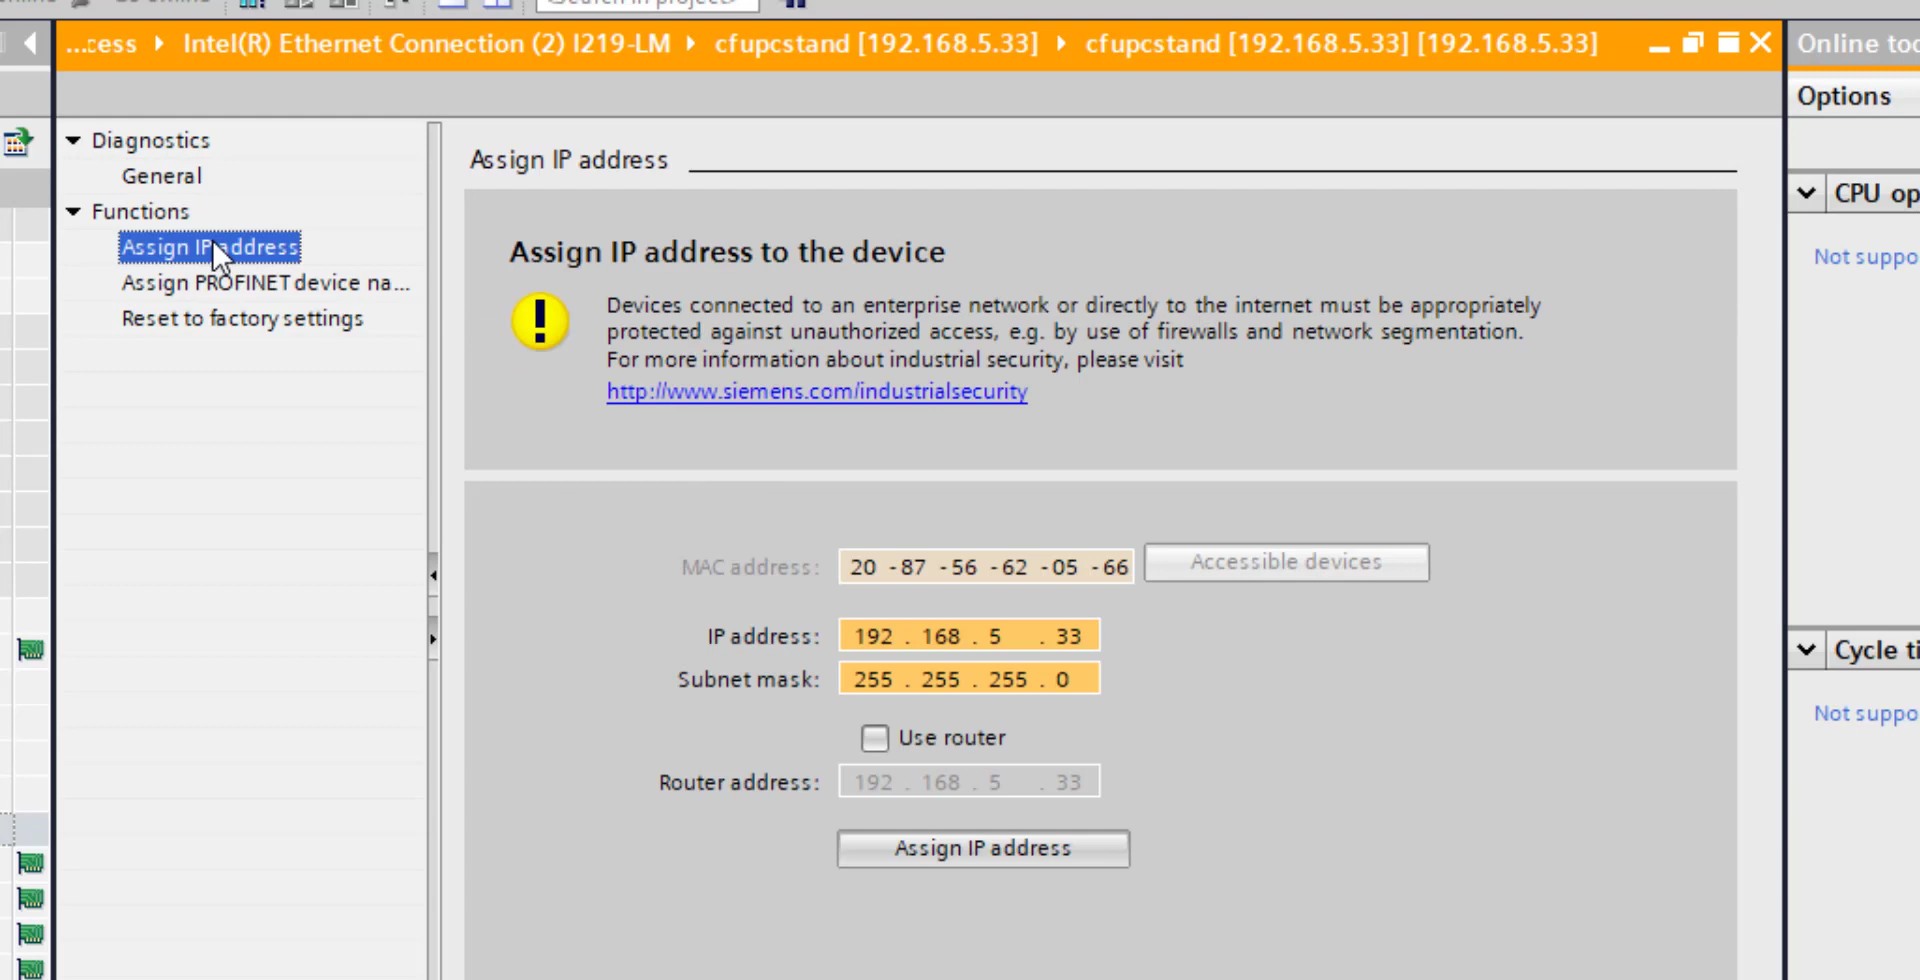 ...cess ▸ Intel(R) Ethernet Connection (2) I219-LM ▸ cfupcstand [192.168.5.33] ▸ cfupcstand [192.168.5.33] [192.168.5.33]
Online too
Options
Diagnostics
General
Functions
Assign IP address
Assign PROFINET device na...
Reset to factory settings
Assign IP address
Assign IP address to the device
Devices connected to an enterprise network or directly to the internet must be appropriately
protected against unauthorized access, e.g. by use of firewalls and network segmentation.
For more information about industrial security, please visit
http://www.siemens.com/industrialsecurity
MAC address: 20 -87 -56 -62 -05 -66 Accessible devices
IP address: 192 . 168 . 5 . 33
Subnet mask: 255 . 255 . 255 . 0
Use router
Router address: 192 . 168 . 5 . 33
Assign IP address
CPU op
Not suppo
Cycle ti
Not suppo